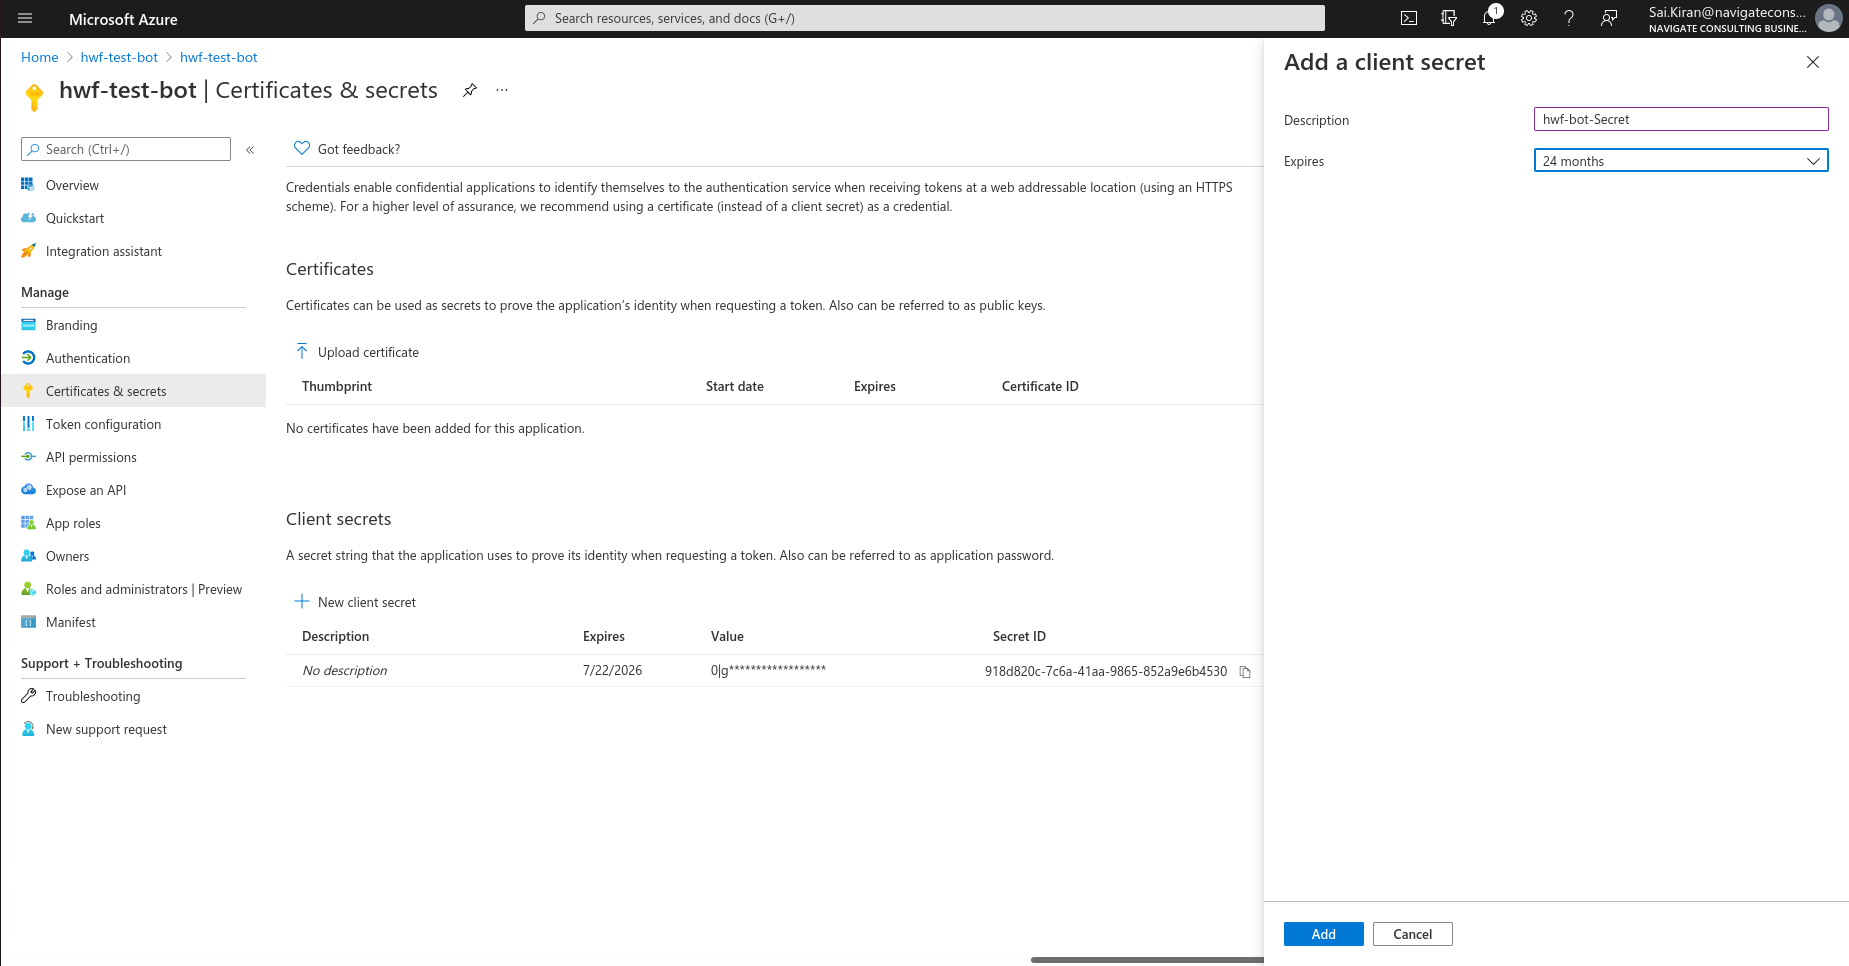 Microsoft Azure
Search resources, services, and docs (G+/)
1
Sai.Kiran@navigatecons...
NAVIGATE CONSULTING BUSINE...
Home > hwf-test-bot > hwf-test-bot
hwf-test-bot | Certificates & secrets
Search (Ctrl+/)
Overview
Quickstart
Integration assistant
Manage
Branding
Authentication
Certificates & secrets
Token configuration
API permissions
Expose an API
App roles
Owners
Roles and administrators | Preview
Manifest
Support + Troubleshooting
Troubleshooting
New support request
Got feedback?
Credentials enable confidential applications to identify themselves to the authentication service when receiving tokens at a web addressable location (using an HTTPS
scheme). For a higher level of assurance, we recommend using a certificate (instead of a client secret) as a credential.
Certificates
Certificates can be used as secrets to prove the application's identity when requesting a token. Also can be referred to as public keys.
Upload certificate
Thumbprint Start date Expires Certificate ID
No certificates have been added for this application.
Client secrets
A secret string that the application uses to prove its identity when requesting a token. Also can be referred to as application password.
New client secret
Description Expires Value Secret ID
No description 7/22/2026 0|g****************** 918d820c-7c6a-41aa-9865-852a9e6b4530
Add a client secret
Description hwf-bot-Secret
Expires 24 months
Add Cancel